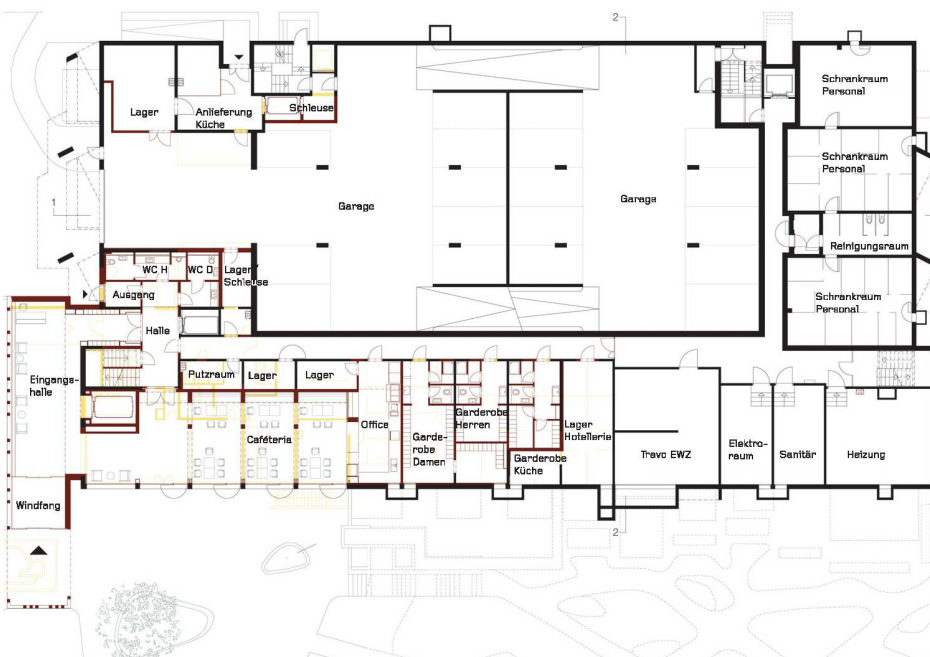 2
Schrankraum
Personal
Lager
Anlieferung
Küche
Schleuse
Schrankraum
Personal
1
Garage
Garage
Reinigungsraum
WC H
WC D
Lager/
Schleuse
Ausgang
Schrankraum
Personal
Halle
Eingangs-
halle
Putzraum
Lager
Lager
Caféteria
Office
Garde-
robe
Damen
Garderobe
Herren
Garderobe
Küche
Lager
Hotellerie
Travo EWZ
Elektro-
raum
Sanitär
Heizung
Windfang
2